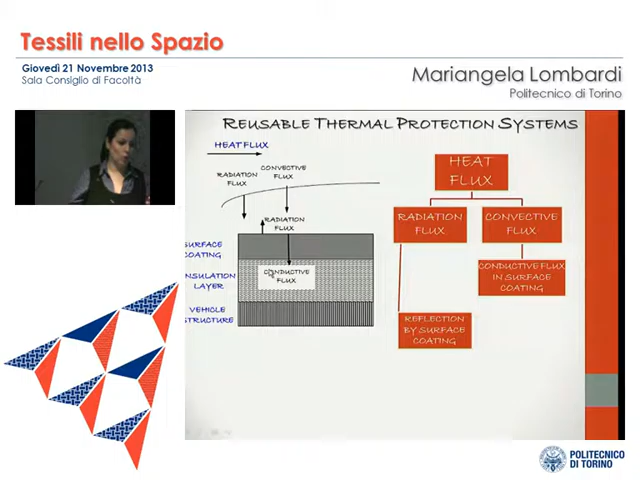 Tessili nello Spazio
Giovedì 21 Novembre 2013
Sala Consiglio di Facoltà
Mariangela Lombardi
Politecnico di Torino
REUSABLE THERMAL PROTECTION SYSTEMS
HEAT FLUX
RADIATION
FLUX
CONVECTIVE
FLUX
RADIATION
FLUX
SURFACE
COATING
CONDUCTIVE
FLUX
INSULATION
LAYER
VEHICLE
STRUCTURE
HEAT
FLUX
RADIATION
FLUX
CONVECTIVE
FLUX
CONDUCTIVE FLUX
IN SURFACE
COATING
REFLECTION
BY SURFACE
COATING
POLITECNICO
DI TORINO